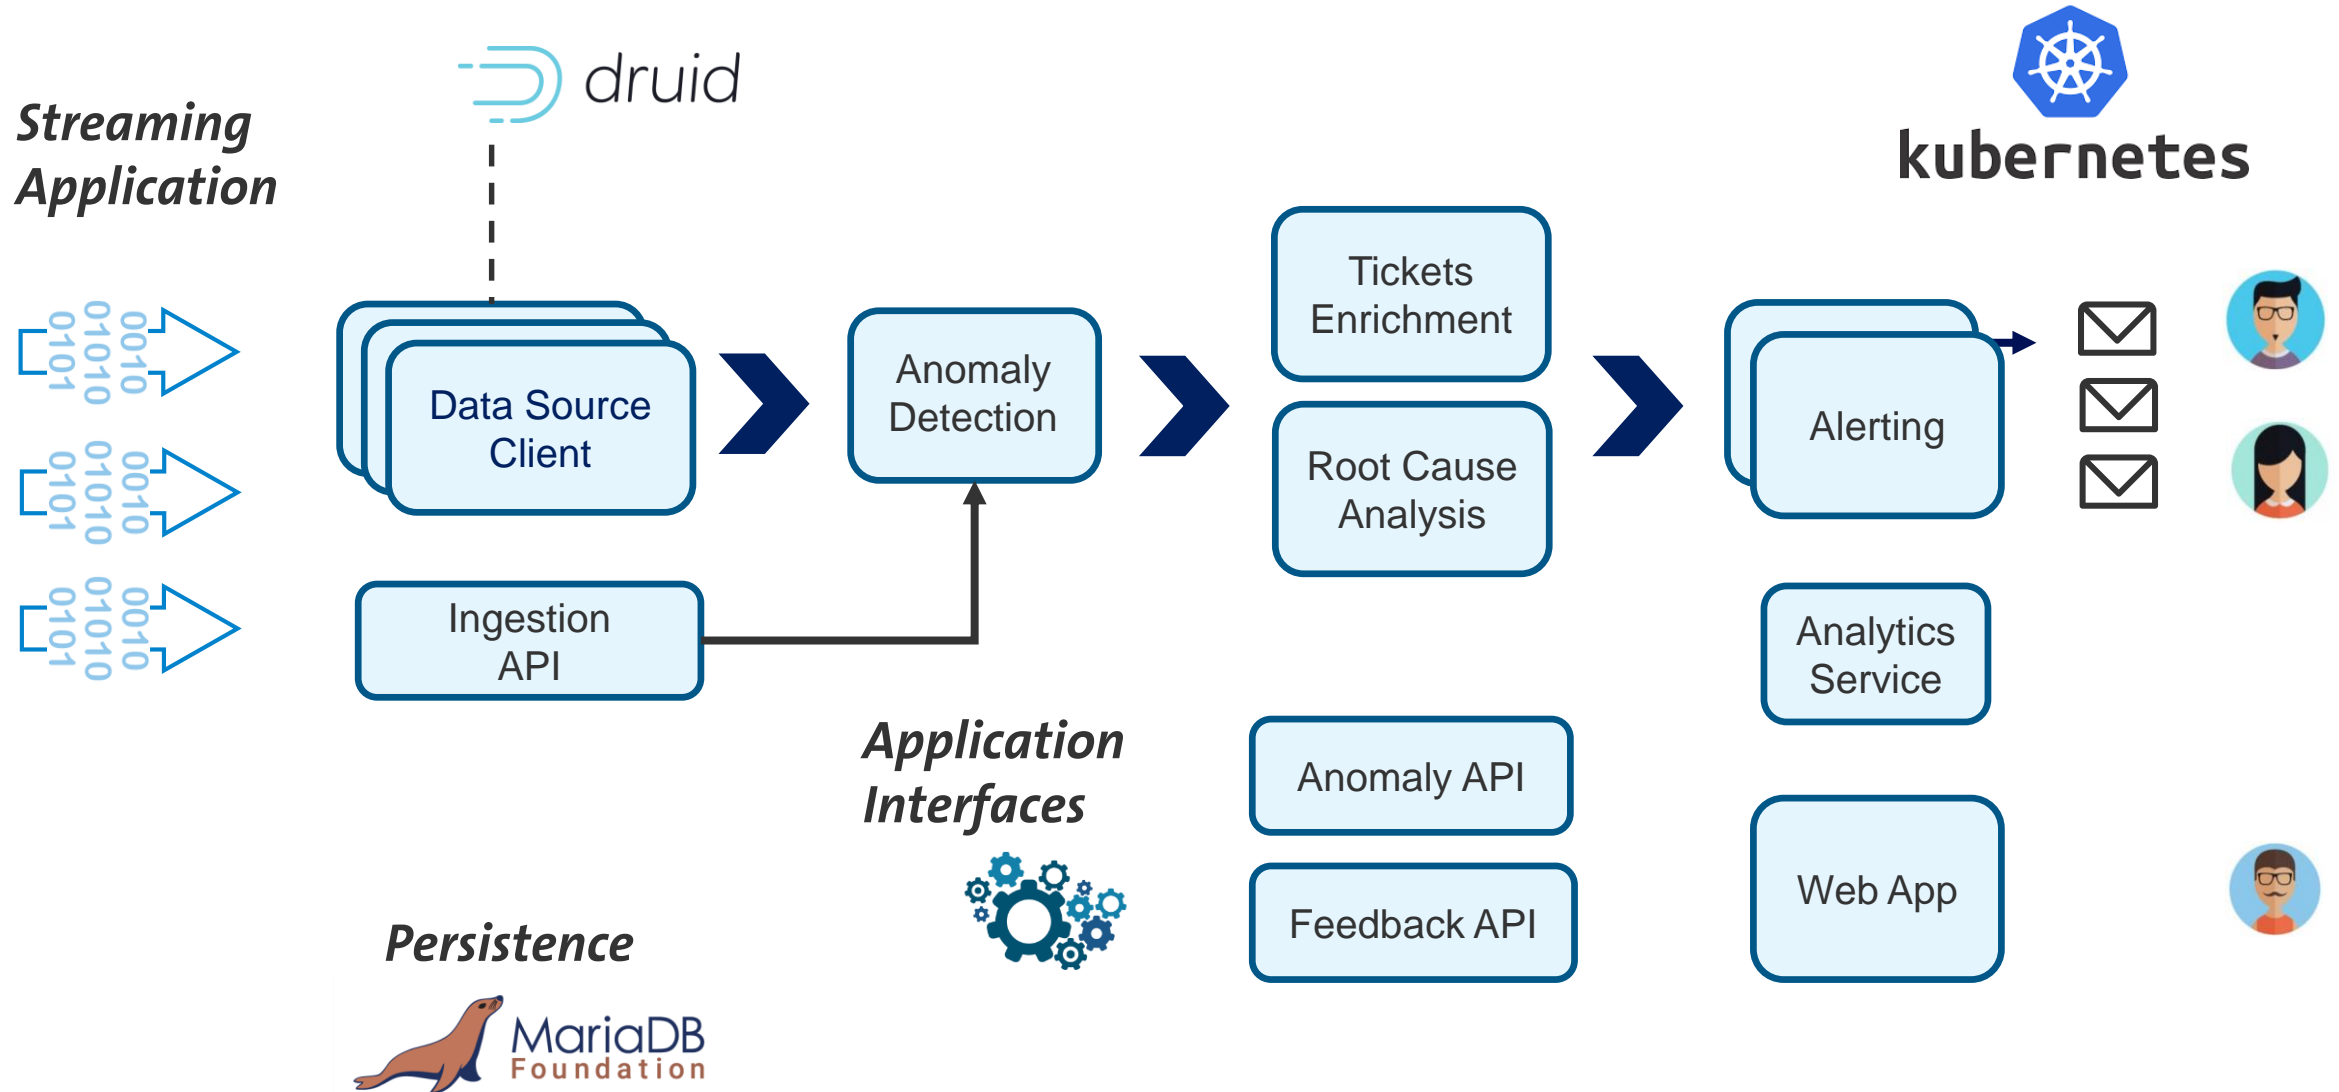 druid
kubernetes
Streaming
Application
0101
01010
0010
0101
01010
0010
0101
01010
0010
Data Source
Client
Ingestion
API
Anomaly
Detection
Tickets
Enrichment
Root Cause
Analysis
Alerting
Analytics
Service
Application
Interfaces
Anomaly API
Feedback API
Web App
Persistence
MariaDB
Foundation